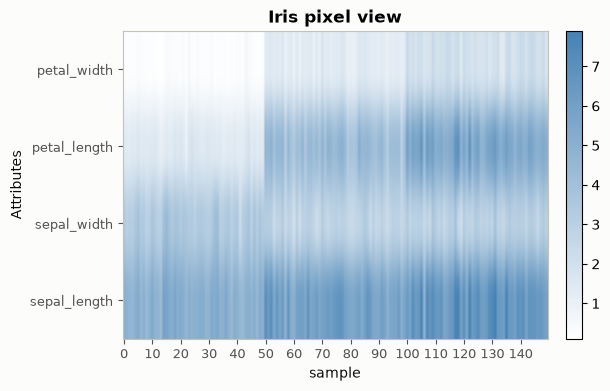 Iris pixel view
petal_width
petal_length
sepal_width
sepal_length
Attributes
0 10 20 30 40 50 60 70 80 90 100 110 120 130 140
sample
7
6
5
4
3
2
1